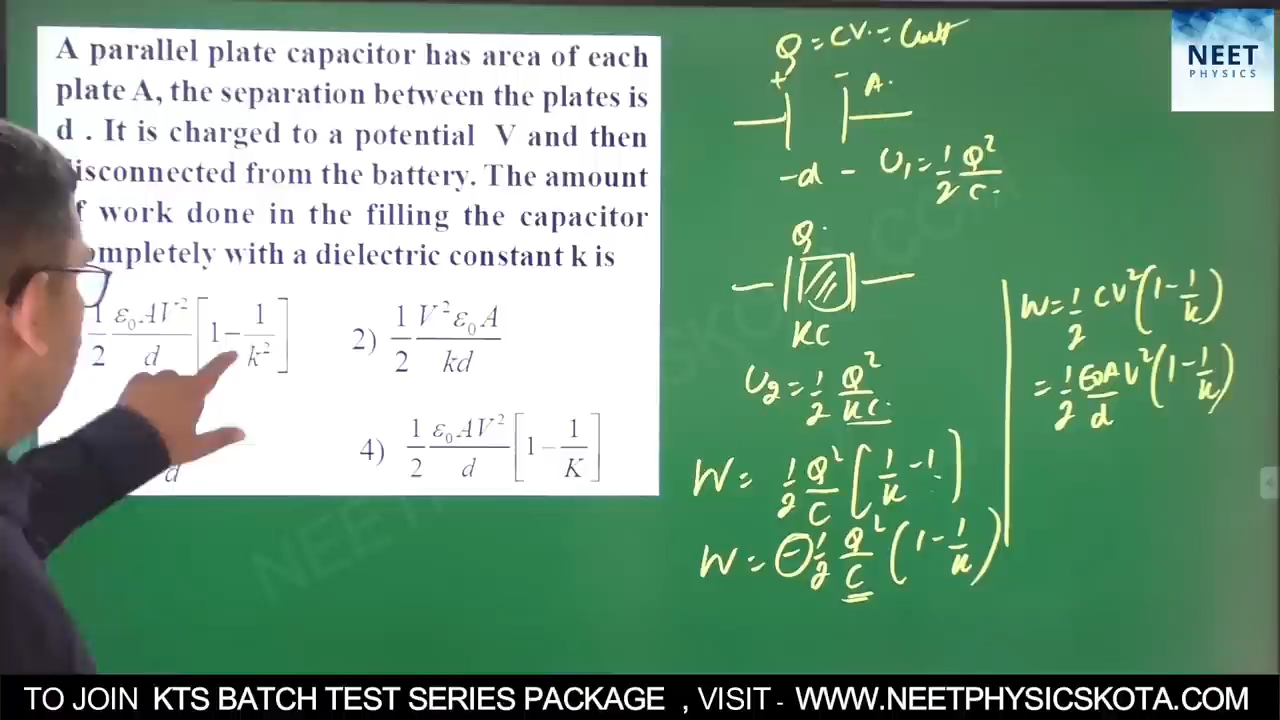 A parallel plate capacitor has area of each
plate A, the separation between the plates is
d . It is charged to a potential V and then
isconnected from the battery. The amount
f work done in the filling the capacitor
ompletely with a dielectric constant k is
1/2 ε₀AV²/d [1 - 1/k²]
2) 1/2 V²ε₀A/kd
d
4) 1/2 ε₀AV²/d [1 - 1/K]
Q = CV. = Const
+ - A.
- d - U₁ = 1/2 Q²/C.
Q.
KC
U₂ = 1/2 Q²/KC.
W = 1/2 Q²/C [1/K - 1]
W = - 1/2 Q²/C (1 - 1/K)
W = 1/2 CV² (1 - 1/K)
= 1/2 ε₀A/d V² (1 - 1/K)
NEET
PHYSICS
TO JOIN KTS BATCH TEST SERIES PACKAGE , VISIT - WWW.NEETPHYSICSKOTA.COM